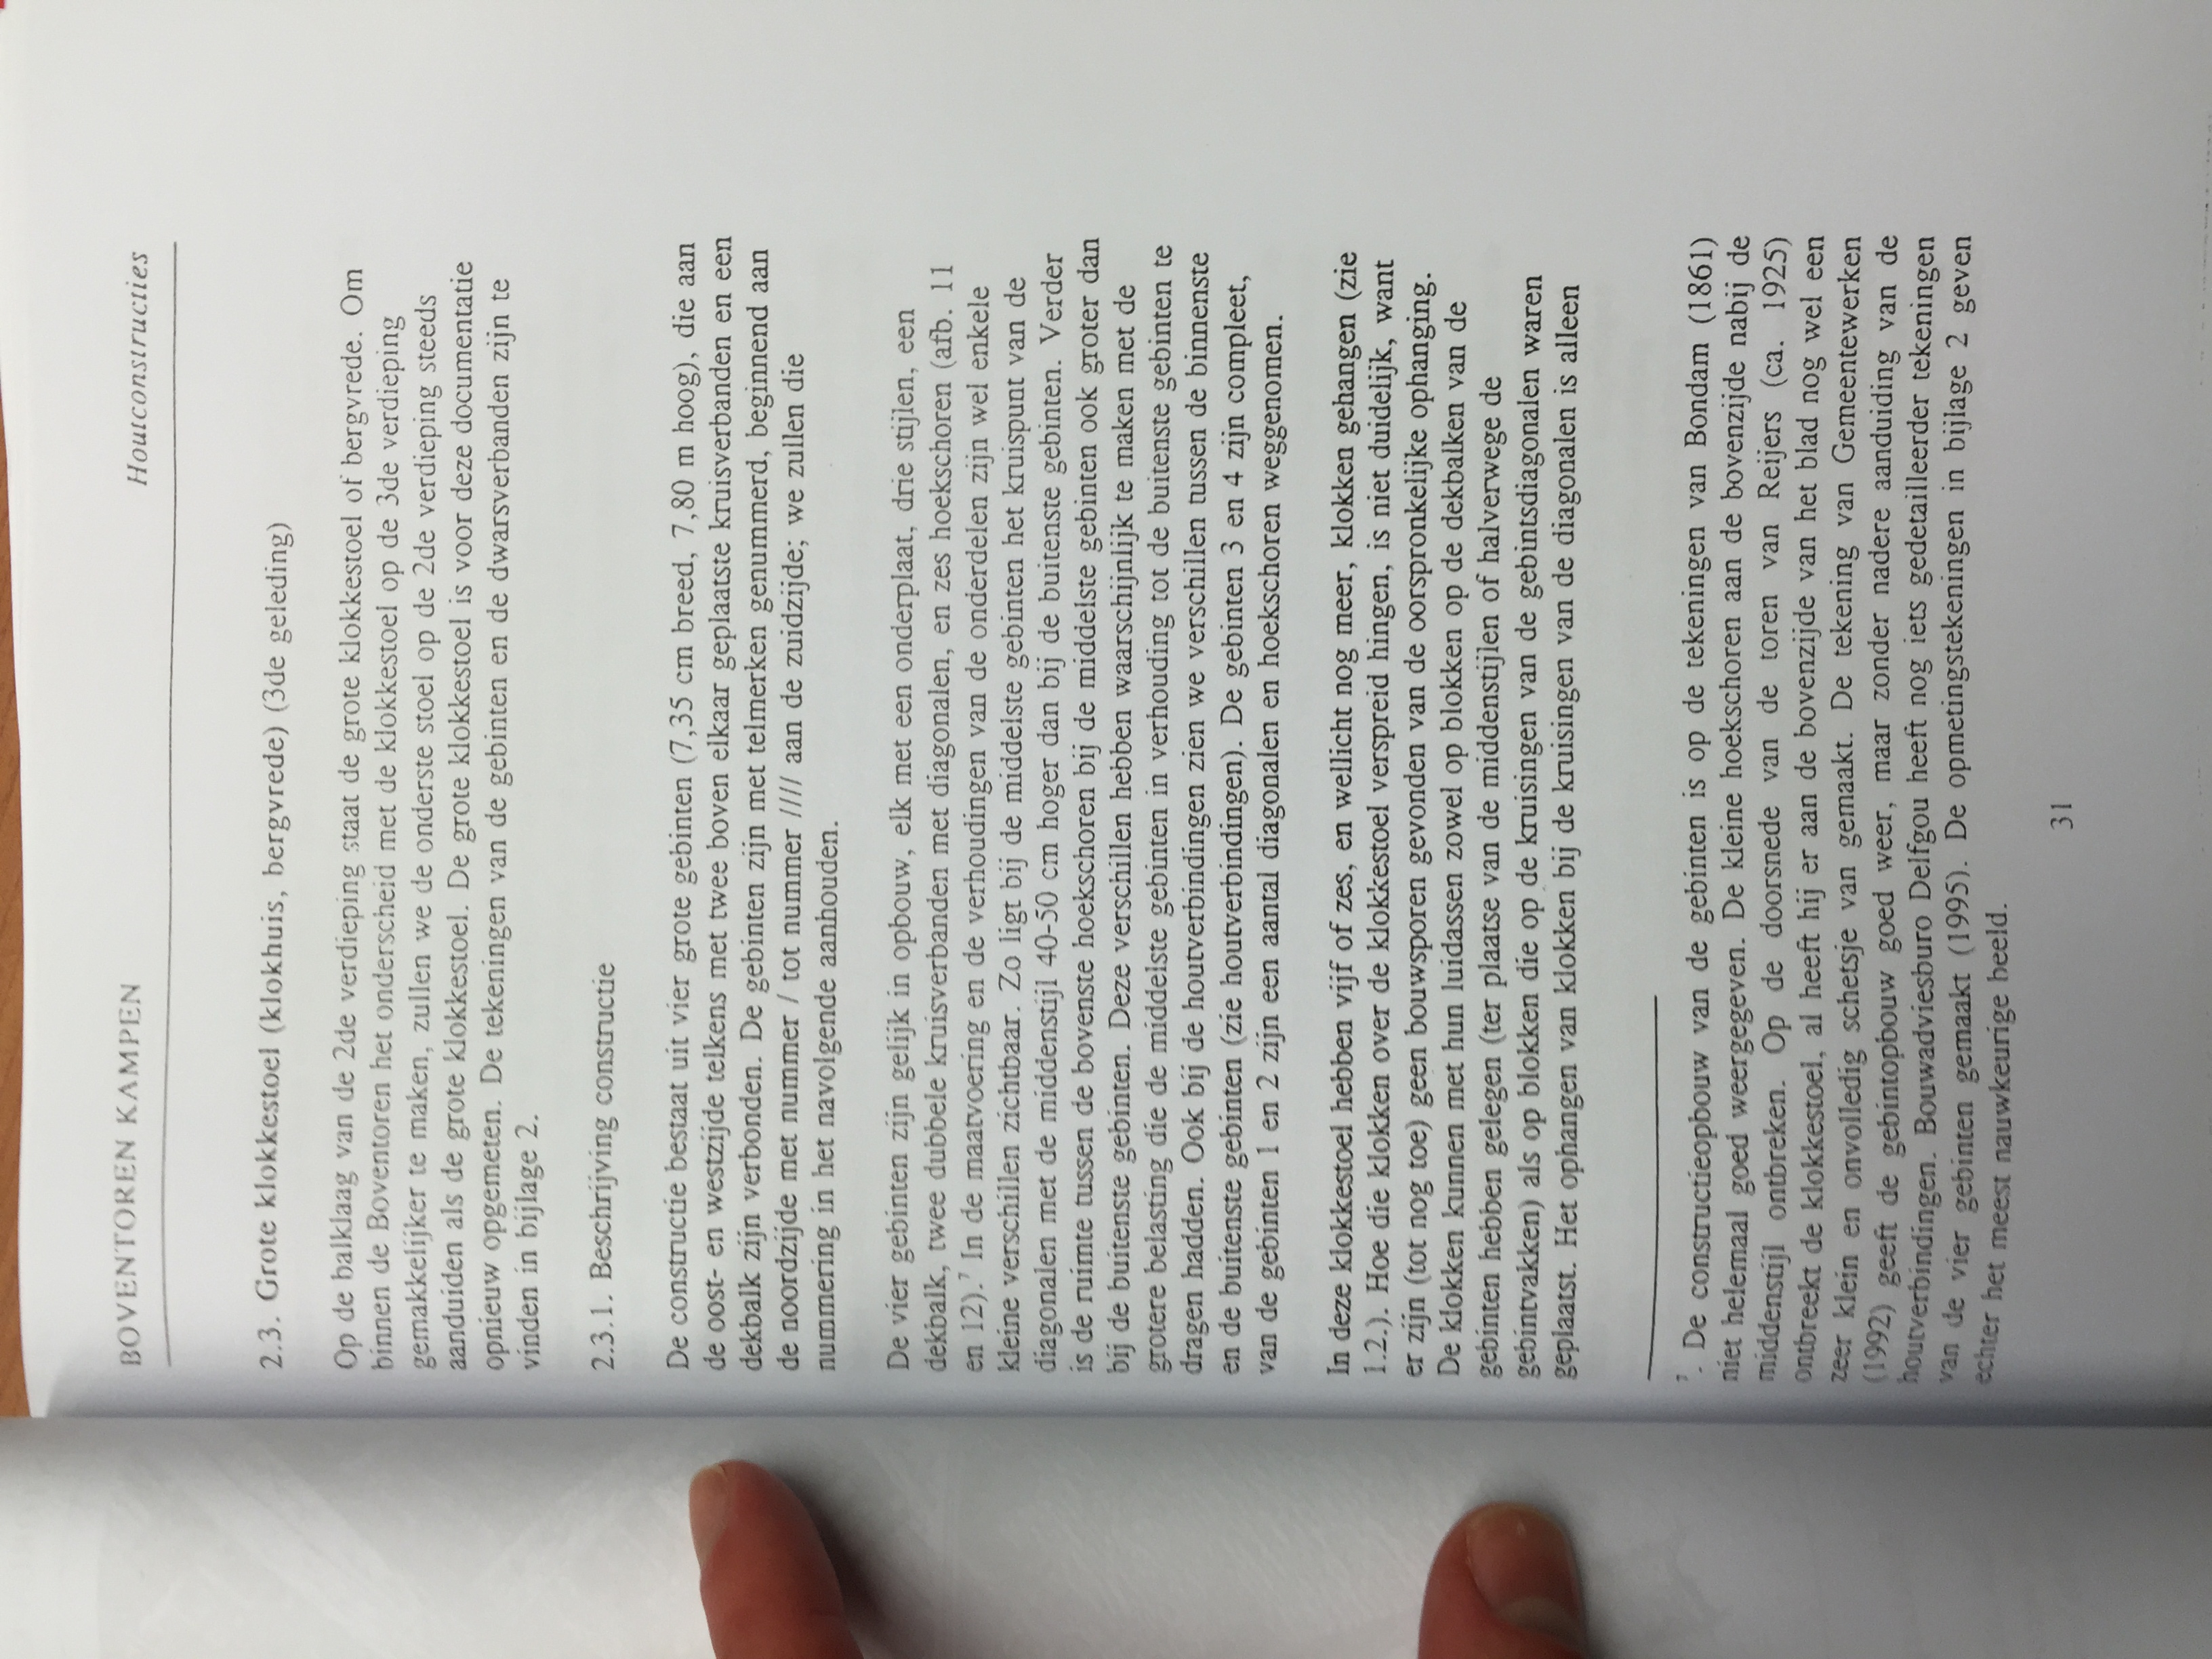 BOVENTOREN KAMPEN Houtconstructies
2.3. Grote klokkestoel (klokhuis, bergvrede) (3de geleding)
Op de balklaag van de 2de verdieping staat de grote klokkestoel of bergvrede. Om
binnen de Boventoren het onderscheid met de klokkestoel op de 3de verdieping
gemakkelijker te maken, zullen we de onderste stoel op de 2de verdieping steeds
aanduiden als de grote klokkestoel. De grote klokkestoel is voor deze documentatie
opnieuw opgemeten. De tekeningen van de gebinten en de dwarsverbanden zijn te
vinden in bijlage 2.
2.3.1. Beschrijving constructie
De constructie bestaat uit vier grote gebinten (7,35 cm breed, 7,80 m hoog), die aan
de oost- en westzijde telkens met twee boven elkaar geplaatste kruisverbanden en een
dekbalk zijn verbonden. De gebinten zijn met telmerken genummerd, beginnend aan
de noordzijde met nummer / tot nummer //// aan de zuidzijde; we zullen die
nummering in het navolgende aanhouden.
De vier gebinten zijn gelijk in opbouw, elk met een onderplaat, drie stijlen, een
dekbalk, twee dubbele kruisverbanden met diagonalen, en zes hoekschoren (afb. 11
en 12).⁷ In de maatvoering en de verhoudingen van de onderdelen zijn wel enkele
kleine verschillen zichtbaar. Zo ligt bij de middelste gebinten het kruispunt van de
diagonalen met de middenstijl 40-50 cm hoger dan bij de buitenste gebinten. Verder
is de ruimte tussen de bovenste hoekschoren bij de middelste gebinten ook groter dan
bij de buitenste gebinten. Deze verschillen hebben waarschijnlijk te maken met de
grotere belasting die de middelste gebinten in verhouding tot de buitenste gebinten te
dragen hadden. Ook bij de houtverbindingen zien we verschillen tussen de binnenste
en de buitenste gebinten (zie houtverbindingen). De gebinten 3 en 4 zijn compleet,
van de gebinten 1 en 2 zijn een aantal diagonalen en hoekschoren weggenomen.
In deze klokkestoel hebben vijf of zes, en wellicht nog meer, klokken gehangen (zie
1.2.). Hoe die klokken over de klokkestoel verspreid hingen, is niet duidelijk, want
er zijn (tot nog toe) geen bouwsporen gevonden van de oorspronkelijke ophanging.
De klokken kunnen met hun luidassen zowel op blokken op de dekbalken van de
gebinten hebben gelegen (ter plaatse van de middenstijlen of halverwege de
gebintvakken) als op blokken die op de kruisingen van de gebintsdiagonalen waren
geplaatst. Het ophangen van klokken bij de kruisingen van de diagonalen is alleen
⁷. De constructieopbouw van de gebinten is op de tekeningen van Bondam (1861)
niet helemaal goed weergegeven. De kleine hoekschoren aan de bovenzijde nabij de
middenstijl ontbreken. Op de doorsnede van de toren van Reijers (ca. 1925)
ontbreekt de klokkestoel, al heeft hij er aan de bovenzijde van het blad nog wel een
zeer klein en onvolledig schetsje van gemaakt. De tekening van Gemeentewerken
(1992) geeft de gebintopbouw goed weer, maar zonder nadere aanduiding van de
houtverbindingen. Bouwadviesburo Delfgou heeft nog iets gedetailleerder tekeningen
van de vier gebinten gemaakt (1995). De opmetingstekeningen in bijlage 2 geven
echter het meest nauwkeurige beeld.
31